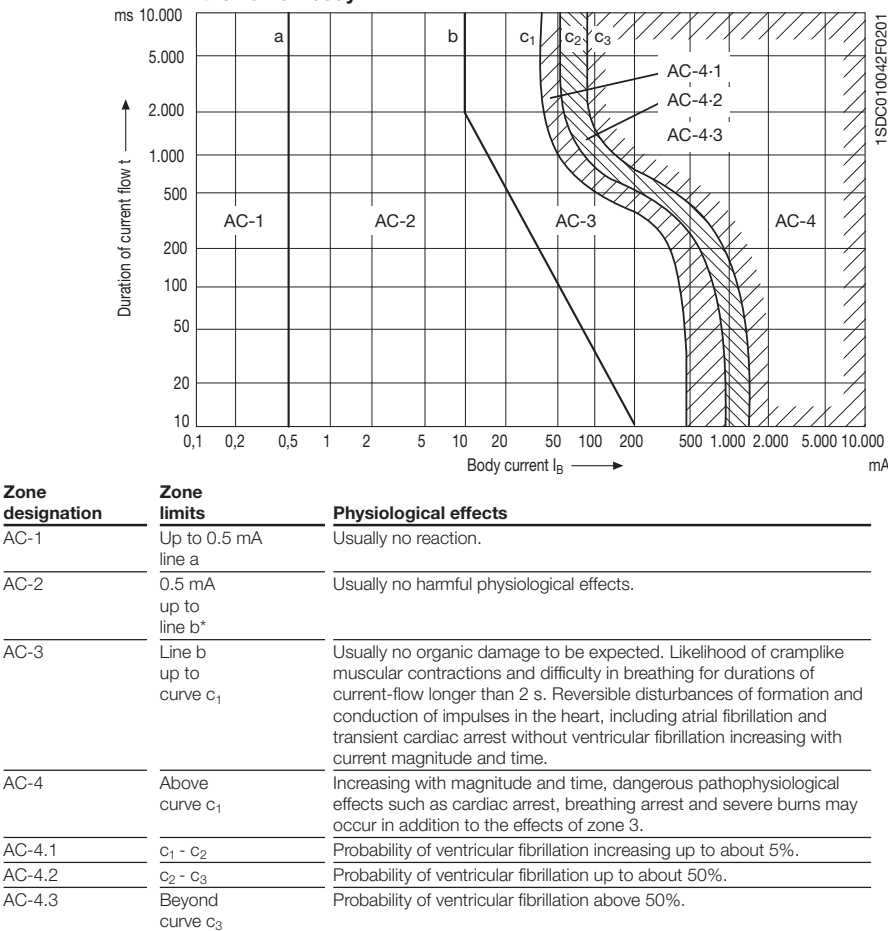 ms 10.000
5.000
2.000
1.000
500
200
100
50
20
10
Duration of current flow t
a
b
c₁
c₂
c₃
AC-4·1
AC-4·2
AC-4·3
AC-1
AC-2
AC-3
AC-4
1SDC010042F0201
0,1 0,2 0,5 1 2 5 10 20 50 100 200 500 1.000 2.000 5.000 10.000
Body current I_B
mA
Zone designation
Zone limits
Physiological effects
AC-1
Up to 0.5 mA
line a
Usually no reaction.
AC-2
0.5 mA
up to
line b*
Usually no harmful physiological effects.
AC-3
Line b
up to
curve c₁
Usually no organic damage to be expected. Likelihood of cramplike
muscular contractions and difficulty in breathing for durations of
current-flow longer than 2 s. Reversible disturbances of formation and
conduction of impulses in the heart, including atrial fibrillation and
transient cardiac arrest without ventricular fibrillation increasing with
current magnitude and time.
AC-4
Above
curve c₁
Increasing with magnitude and time, dangerous pathophysiological
effects such as cardiac arrest, breathing arrest and severe burns may
occur in addition to the effects of zone 3.
AC-4.1
c₁ - c₂
Probability of ventricular fibrillation increasing up to about 5%.
AC-4.2
c₂ - c₃
Probability of ventricular fibrillation up to about 50%.
AC-4.3
Beyond
curve c₃
Probability of ventricular fibrillation above 50%.